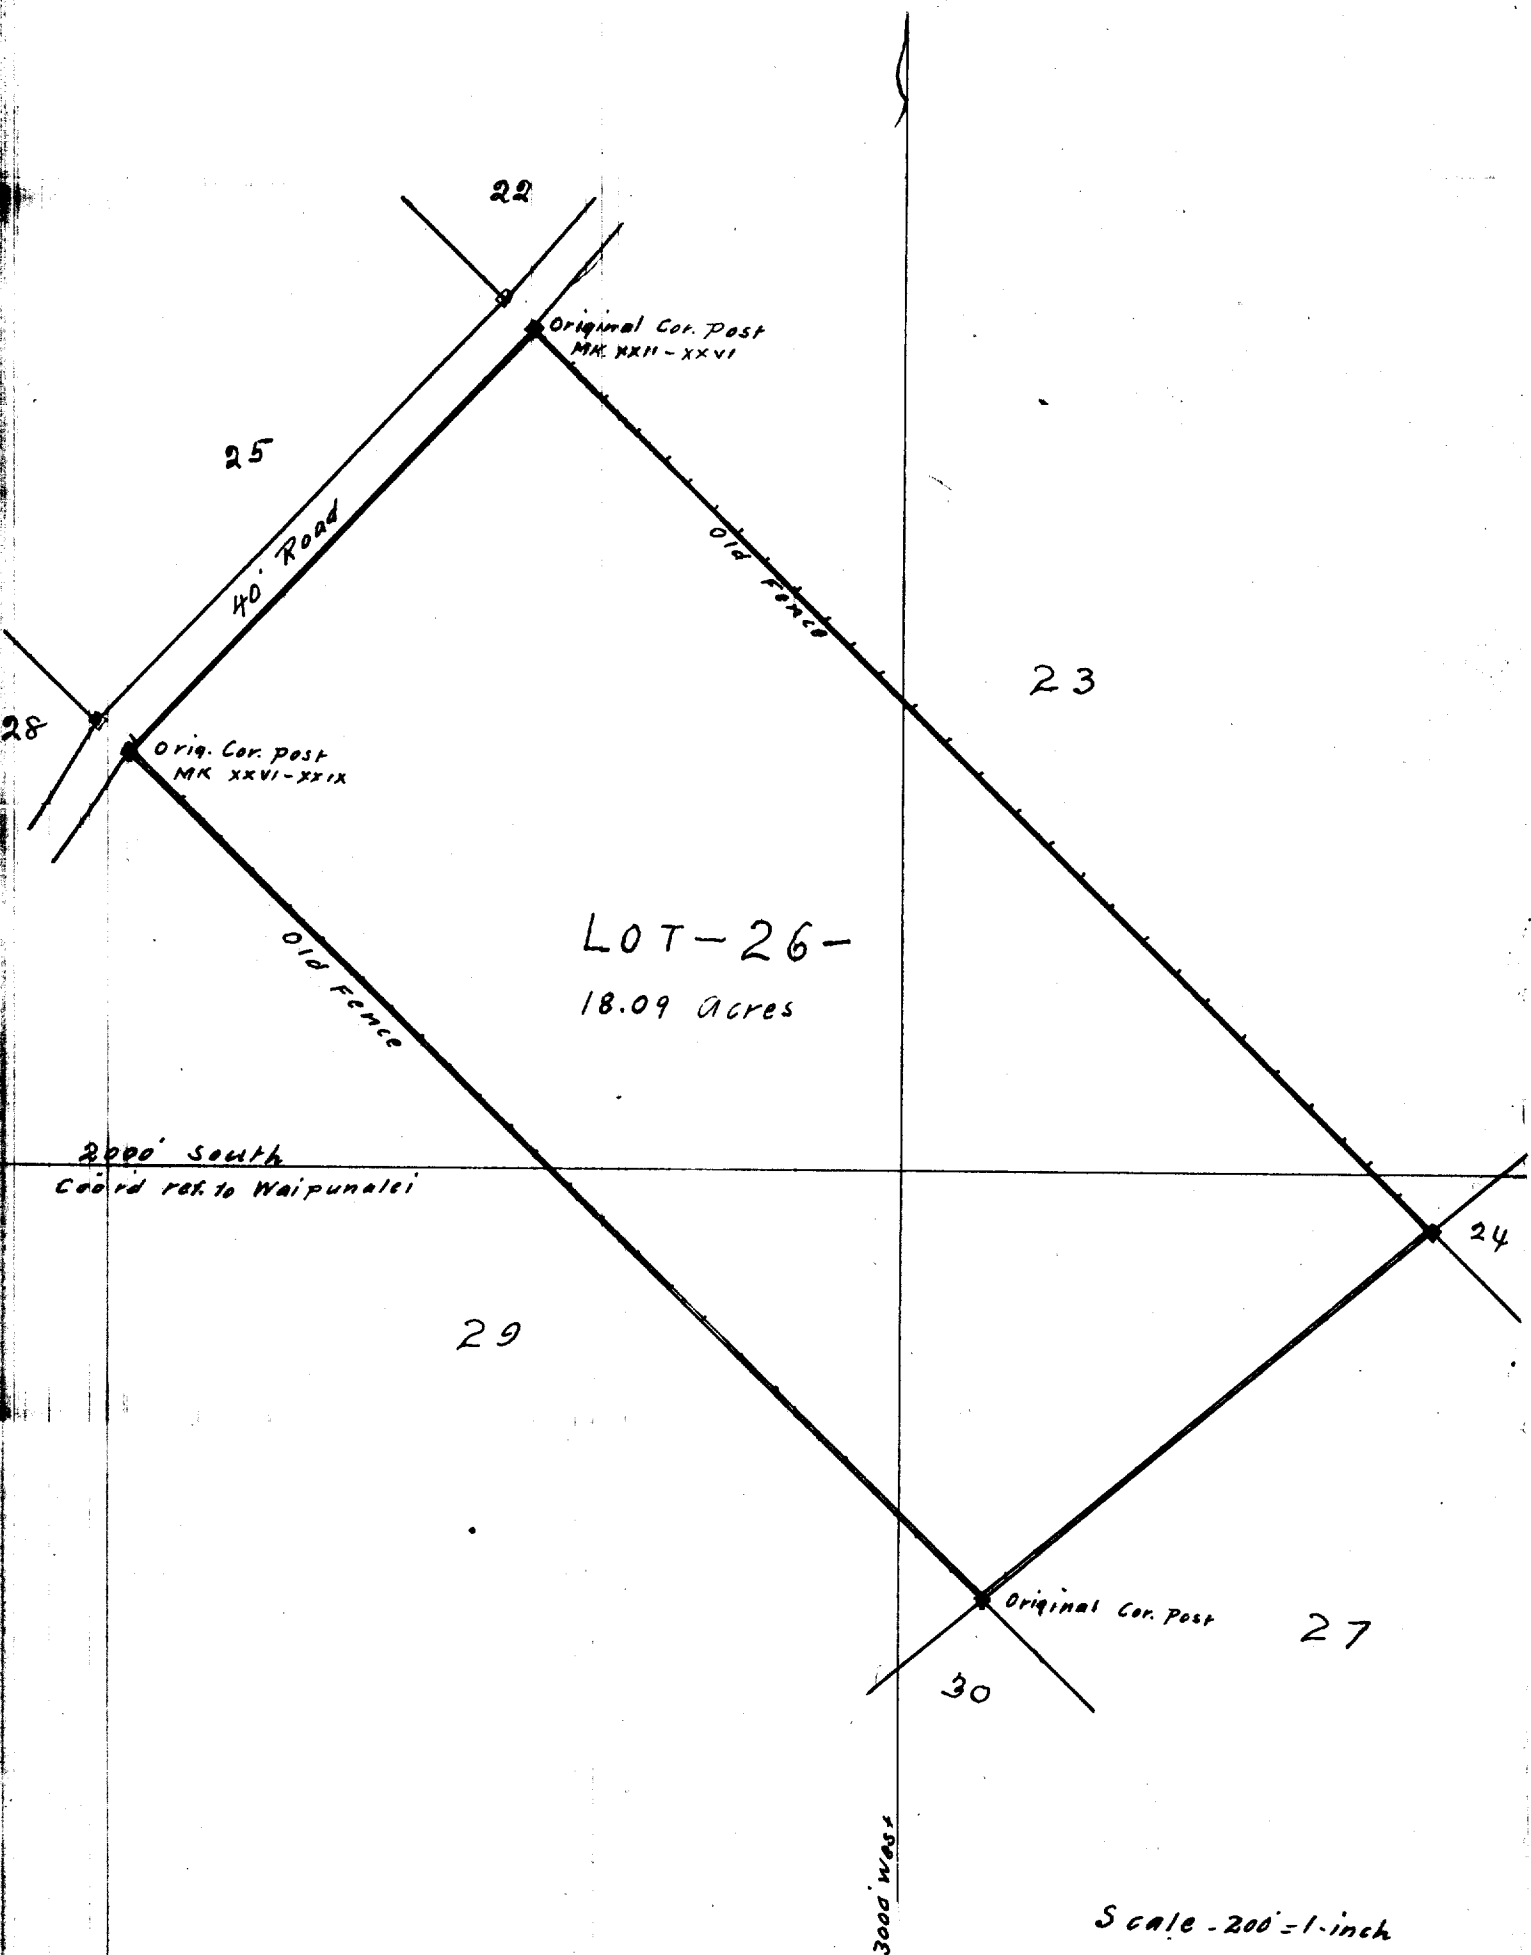 22
Original Cor. Post
MK XXII - XXVI
25
40' Road
Old Fence
23
28
Orig. Cor. Post
MK XXVI - XXIX
LOT - 26 -
18.09 Acres
Old Fence
2000' South
Coord ref. to Waipunalei
24
29
Original Cor. Post
27
30
3000' West
Scale - 200' = 1-inch